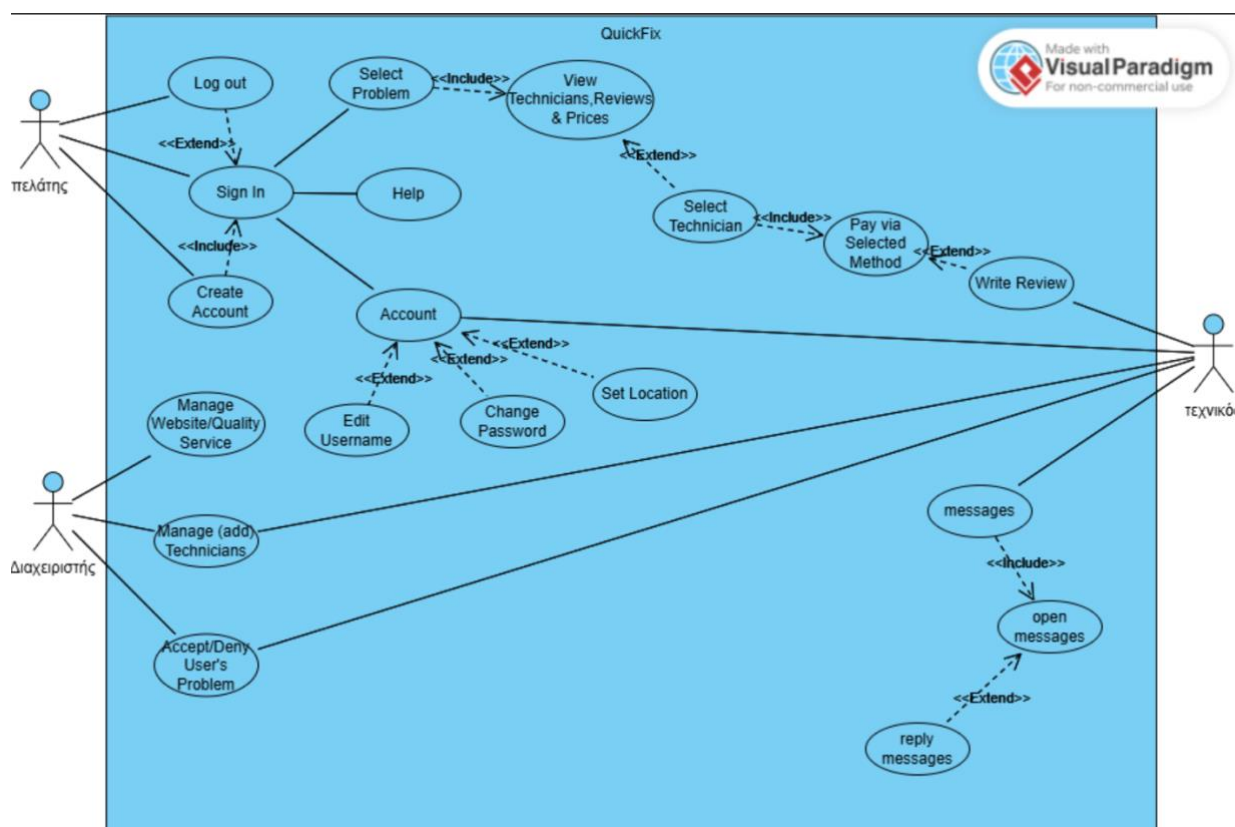 QuickFix
Made with
Visual Paradigm
For non-commercial use
Log out
Select
Problem
<<Include>>
View
Technicians,Reviews
& Prices
<<Extend>>
πελάτης
Sign In
Help
<<Extend>>
Select
Technician
<<Include>>
Pay via
Selected
Method
<<Extend>>
Write Review
<<Include>>
Create
Account
Account
<<Extend>>
<<Extend>>
<<Extend>>
Edit
Username
Change
Password
Set Location
τεχνικός
Manage
Website/Quality
Service
Διαχειριστής
Manage (add)
Technicians
messages
<<Include>>
Accept/Deny
User's
Problem
open
messages
<<Extend>>
reply
messages